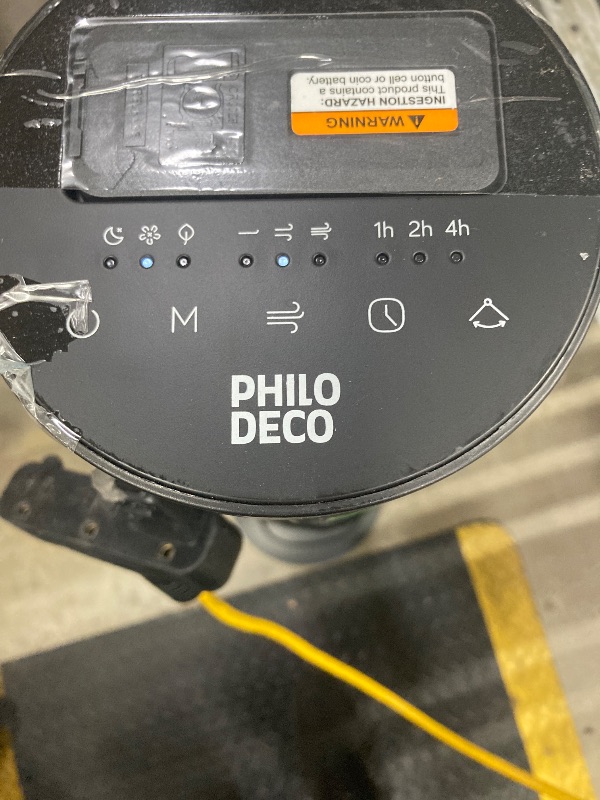 ⚠ WARNING
INGESTION HAZARD:
This product contains a
button cell or coin battery.
1h 2h 4h
M
PHILO
DECO